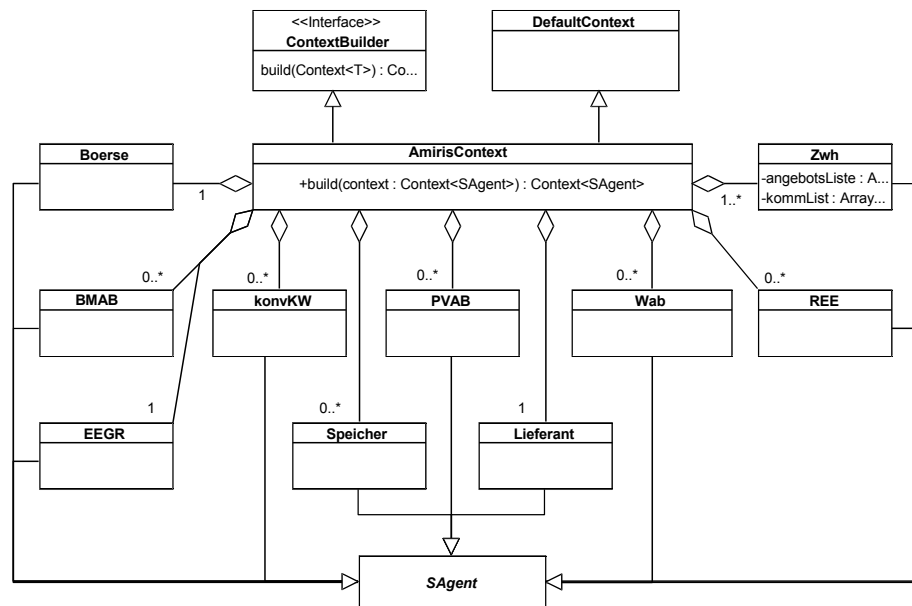 <<Interface>>
ContextBuilder
build(Context<T>) : Co...
DefaultContext
Boerse
AmirisContext
+build(context : Context<SAgent>) : Context<SAgent>
Zwh
-angebotsListe : A...
-kommList : Array...
1
1..*
0..*
0..*
0..*
0..*
0..*
0..*
BMAB
konvKW
PVAB
Wab
REE
1
0..*
1
EEGR
Speicher
Lieferant
SAgent